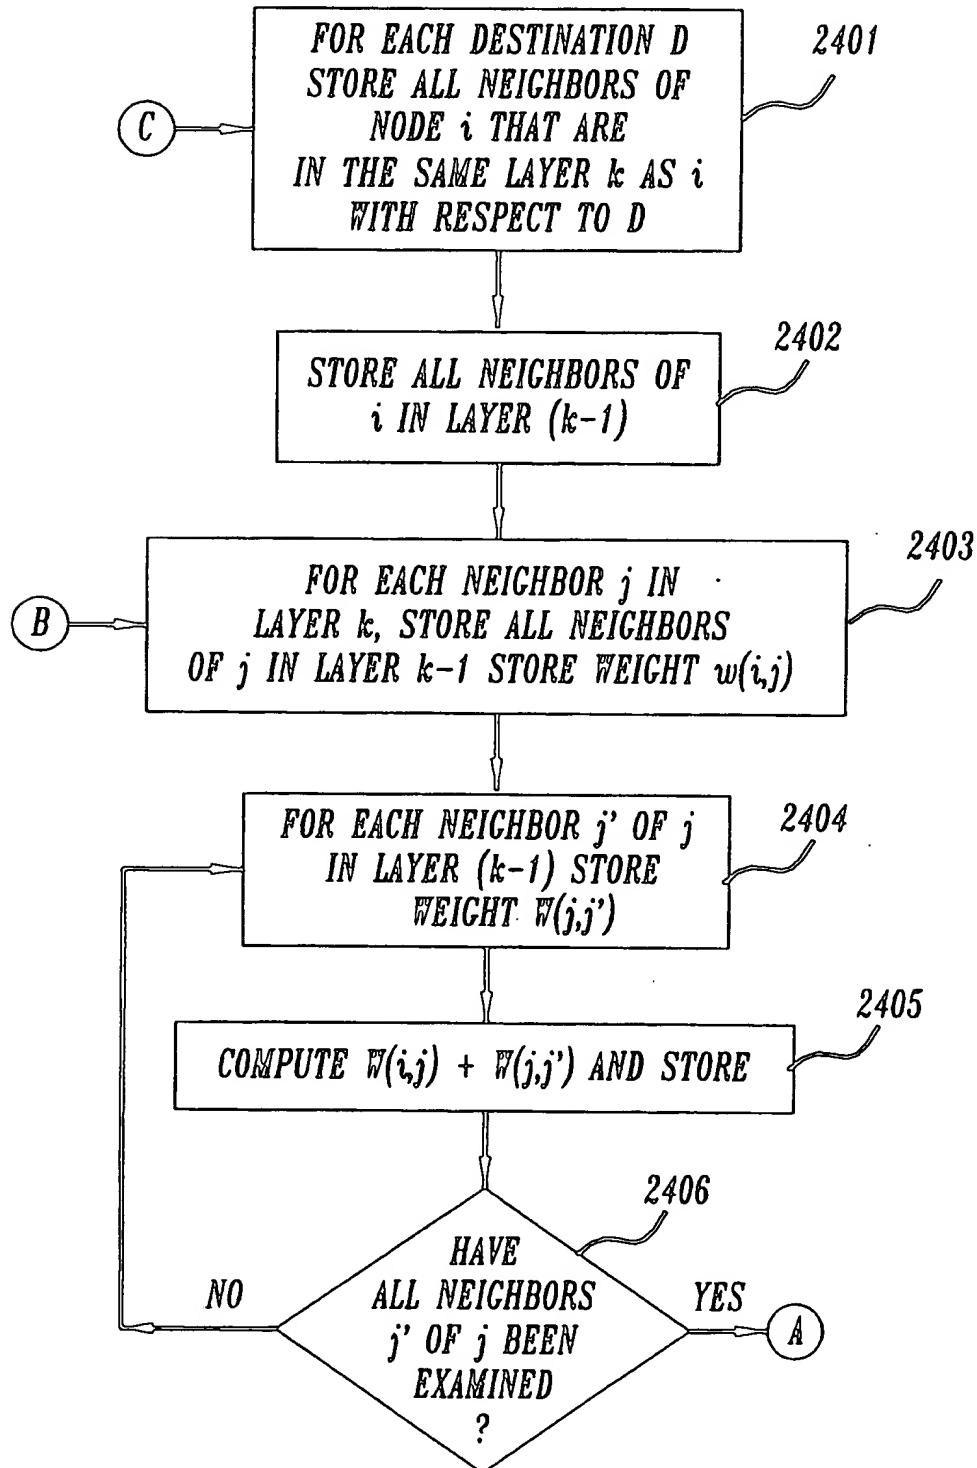 FOR EACH DESTINATION D
STORE ALL NEIGHBORS OF
NODE i THAT ARE
IN THE SAME LAYER k AS i
WITH RESPECT TO D
2401
C
2402
STORE ALL NEIGHBORS OF
i IN LAYER (k-1)
2403
FOR EACH NEIGHBOR j IN
LAYER k, STORE ALL NEIGHBORS
OF j IN LAYER k-1 STORE WEIGHT w(i,j)
B
FOR EACH NEIGHBOR j' OF j
IN LAYER (k-1) STORE
WEIGHT W(j,j')
2404
2405
COMPUTE W(i,j) + W(j,j') AND STORE
2406
HAVE
ALL NEIGHBORS
j' OF j BEEN
EXAMINED
?
NO
YES
A